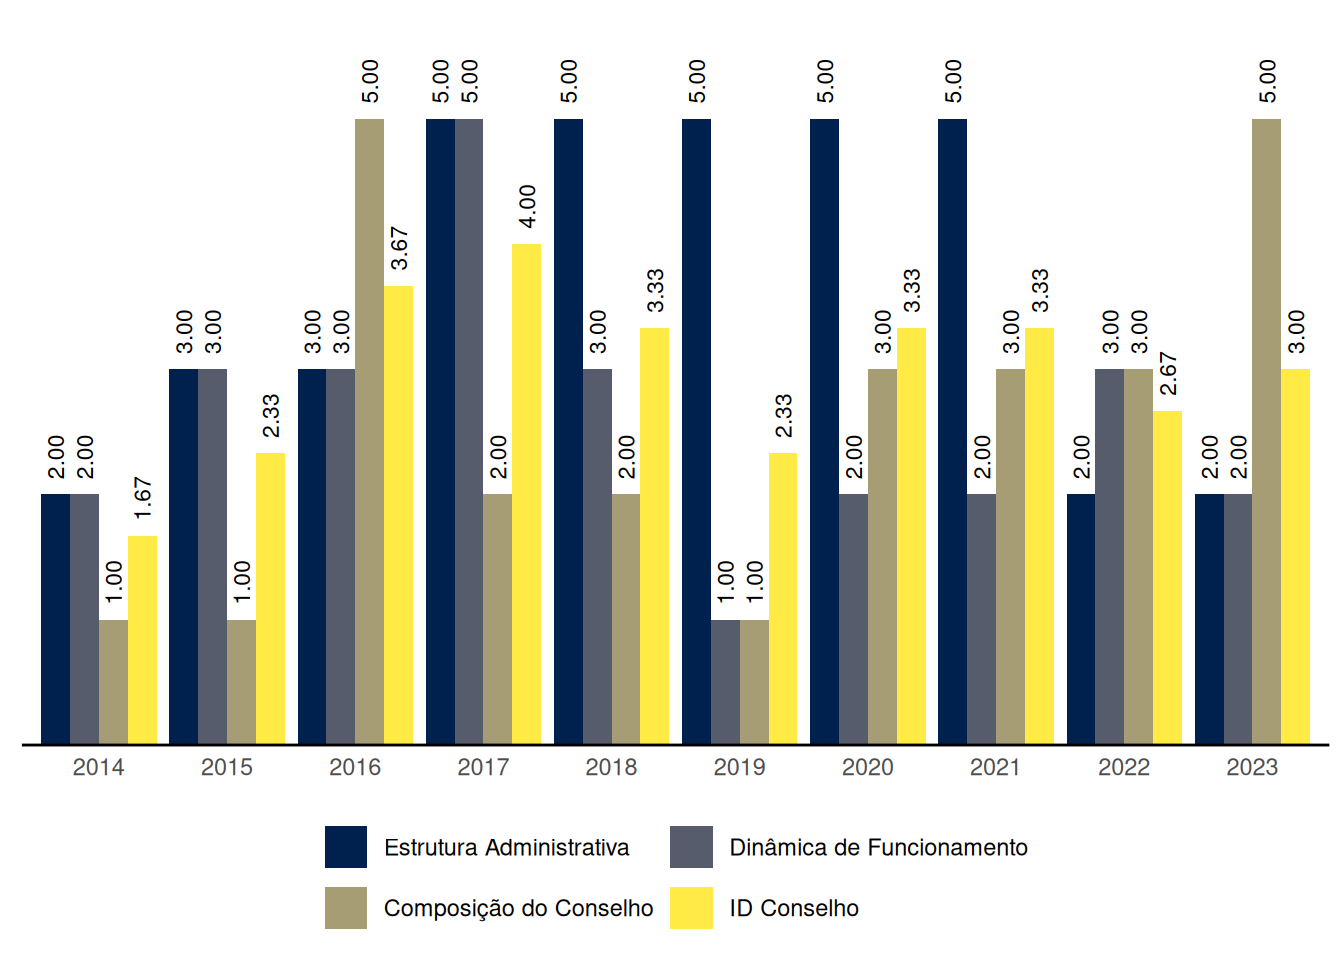 5.00 5.00 5.00 5.00 5.00 5.00 5.00 5.00
4.00
3.67
3.33 3.33 3.33
3.00 3.00 3.00 3.00 3.00 3.00 3.00 3.00 3.00 3.00
2.67
2.33 2.33
2.00 2.00 2.00 2.00 2.00 2.00 2.00 2.00 2.00
1.67
1.00 1.00 1.00 1.00
2014 2015 2016 2017 2018 2019 2020 2021 2022 2023
Estrutura Administrativa Dinâmica de Funcionamento
Composição do Conselho ID Conselho